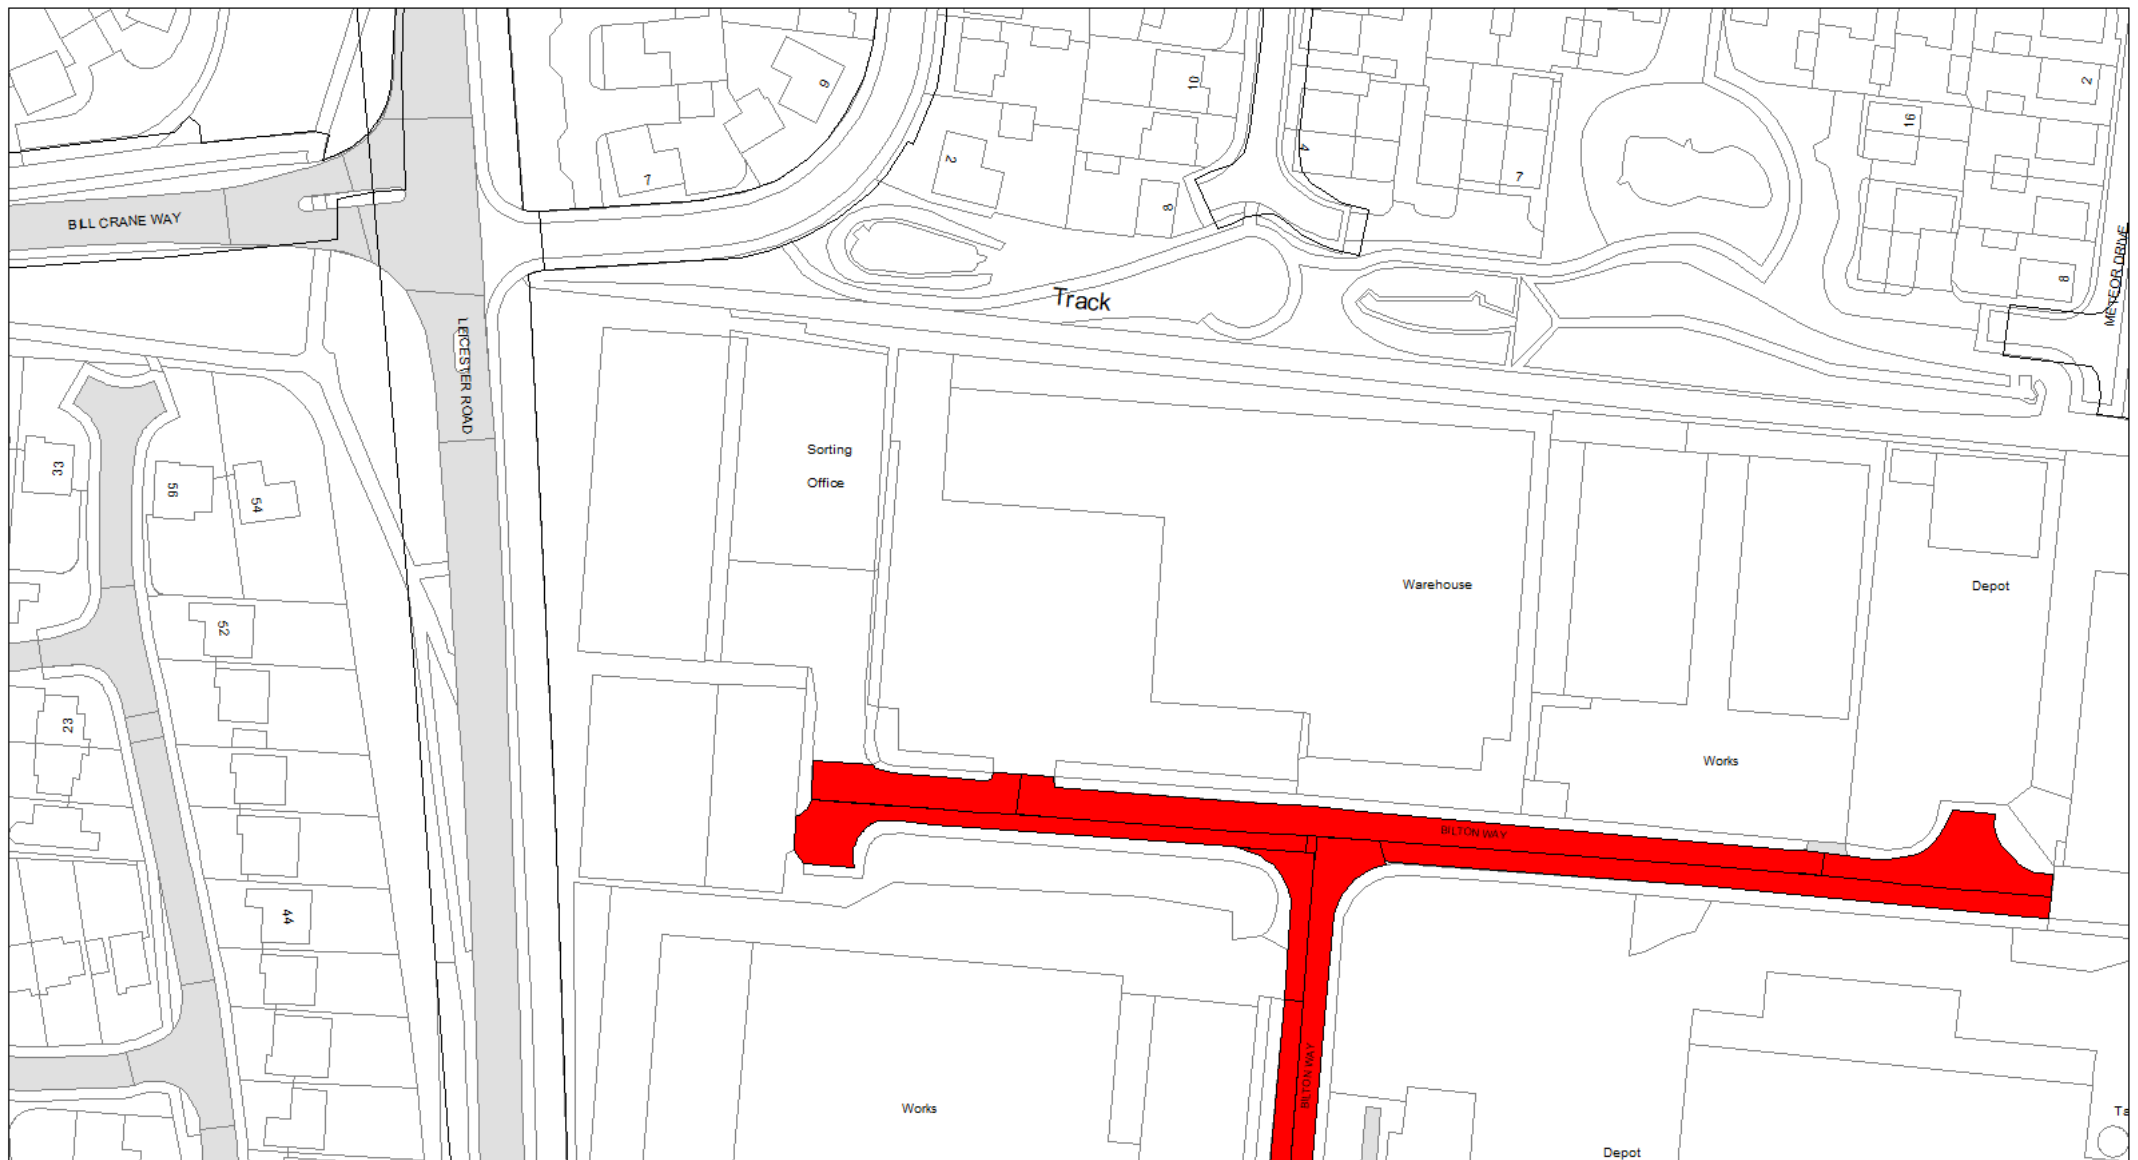 9
10
2
16
4
2
7
7
8
BILL CRANE WAY
METEOR DRIVE
8
Track
LEICESTER ROAD
Sorting
Office
33
56
54
Warehouse
Depot
52
23
Works
BILTON WAY
44
BILTON WAY
Works
Ta
Depot